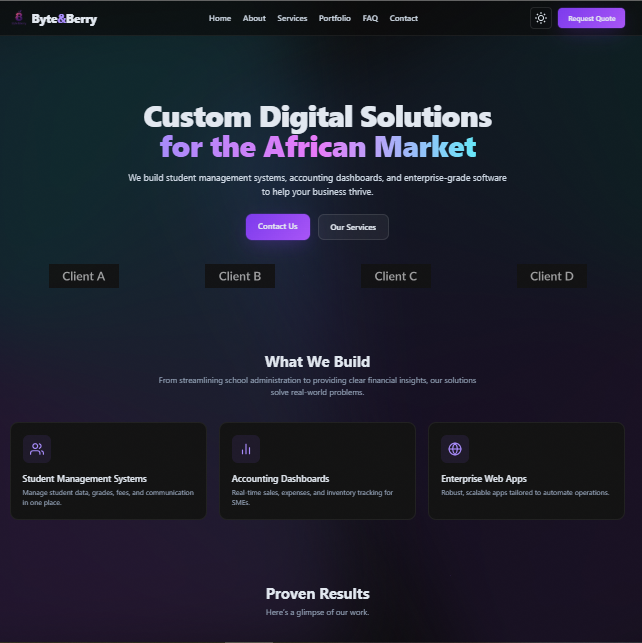 Byte&Berry
Home About Services Portfolio FAQ Contact
Request Quote
Custom Digital Solutions
for the African Market
We build student management systems, accounting dashboards, and enterprise-grade software
to help your business thrive.
Contact Us
Our Services
Client A
Client B
Client C
Client D
What We Build
From streamlining school administration to providing clear financial insights, our solutions
solve real-world problems.
Student Management Systems
Manage student data, grades, fees, and communication
in one place.
Accounting Dashboards
Real-time sales, expenses, and inventory tracking for
SMEs.
Enterprise Web Apps
Robust, scalable apps tailored to automate operations.
Proven Results
Here's a glimpse of our work.